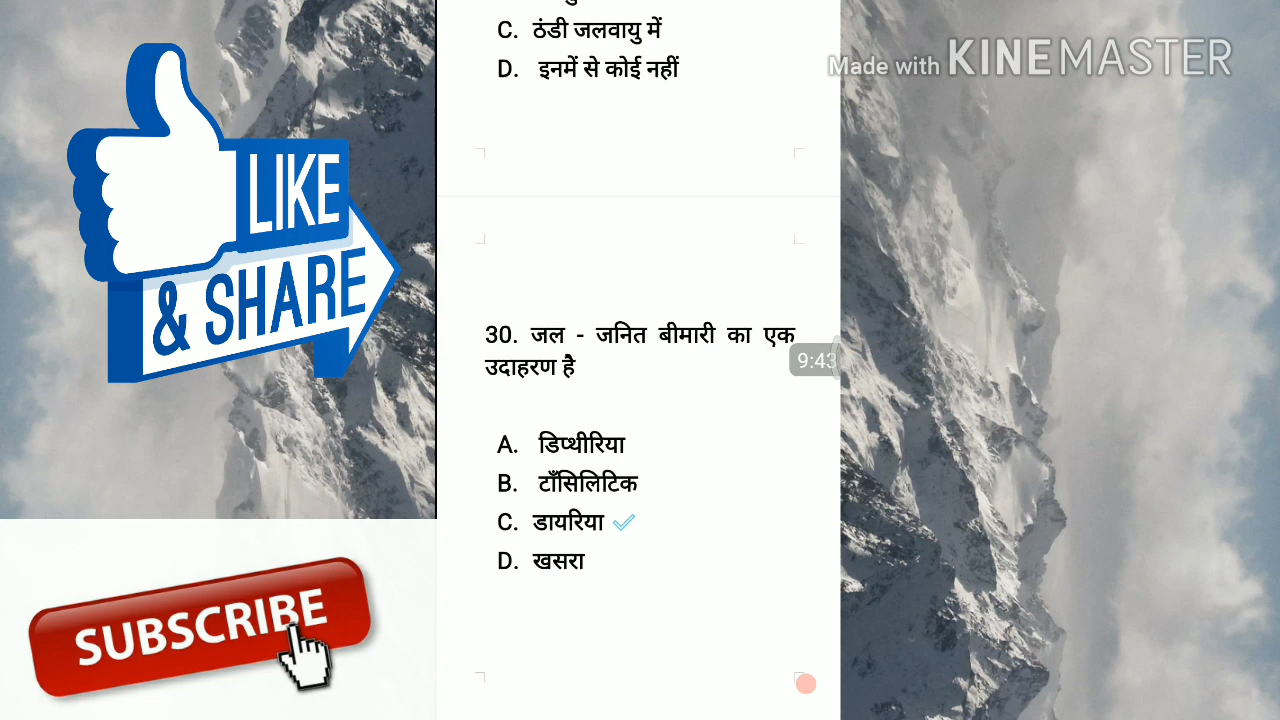 C. ठंडी जलवायु में
D. इनमें से कोई नहीं
Made with KINEMASTER
LIKE
& SHARE
30. जल - जनित बीमारी का एक
उदाहरण है
9:43
A. डिप्थीरिया
B. टाँसिलिटिक
C. डायरिया
D. खसरा
SUBSCRIBE